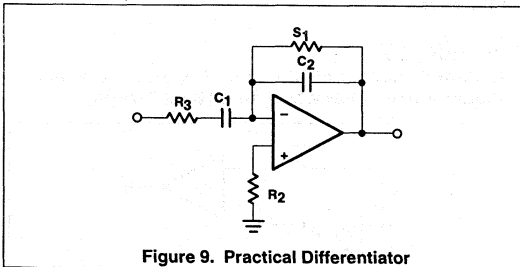 S1
C2
R3
C1
−
+
R2
Figure 9. Practical Differentiator